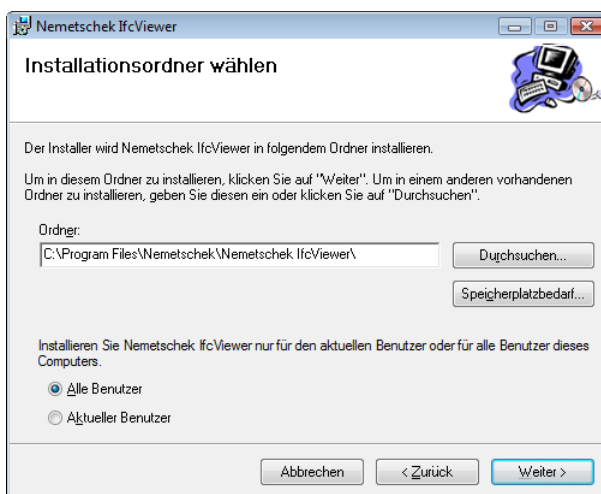 Nemetschek IfcViewer
Installationsordner wählen
Der Installer wird Nemetschek IfcViewer in folgendem Ordner installieren.
Um in diesem Ordner zu installieren, klicken Sie auf "Weiter". Um in einem anderen vorhandenen
Ordner zu installieren, geben Sie diesen ein oder klicken Sie auf "Durchsuchen".
Ordner:
C:\Program Files\Nemetschek\Nemetschek IfcViewer\
Durchsuchen...
Speicherplatzbedarf...
Installieren Sie Nemetschek IfcViewer nur für den aktuellen Benutzer oder für alle Benutzer dieses
Computers.
Alle Benutzer
Aktueller Benutzer
Abbrechen
< Zurück
Weiter >